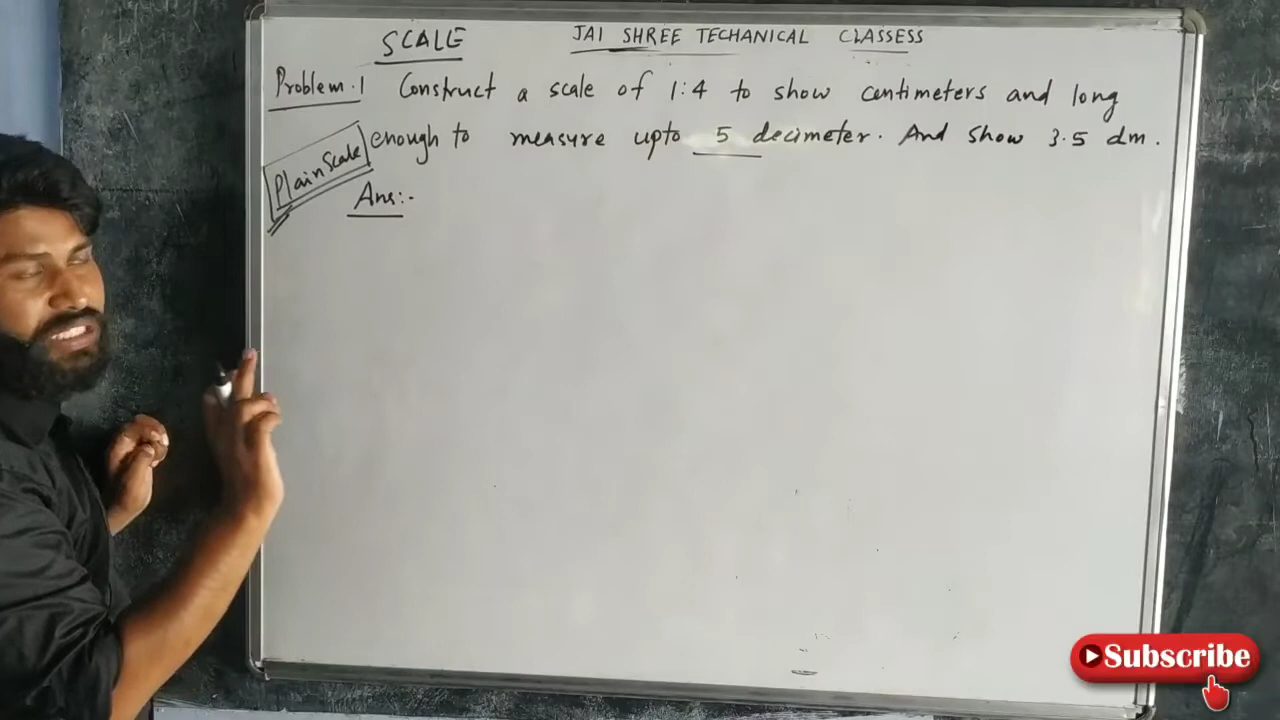 SCALE
JAI SHREE TECHANICAL CLASSESS
Problem.1 Construct a scale of 1:4 to show centimeters and long
enough to measure upto 5 decimeter. And show 3.5 dm.
Plain Scale
Ans:-
Subscribe